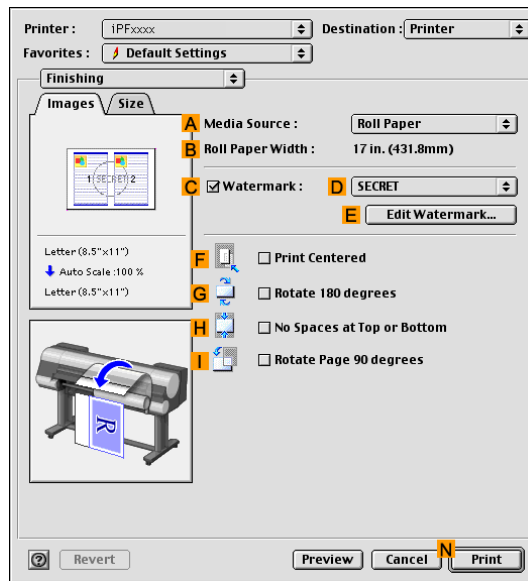 Printer : iPFxxxx Destination : Printer
Favorites : Default Settings
Finishing
Images Size
A Media Source : Roll Paper
B Roll Paper Width : 17 in. (431.8mm)
C Watermark : D SECRET
E Edit Watermark...
1 SECRET 2
Letter (8.5"x11")
Auto Scale :100 %
Letter (8.5"x11")
F Print Centered
G Rotate 180 degrees
H No Spaces at Top or Bottom
I Rotate Page 90 degrees
R
N
? Revert Preview Cancel Print